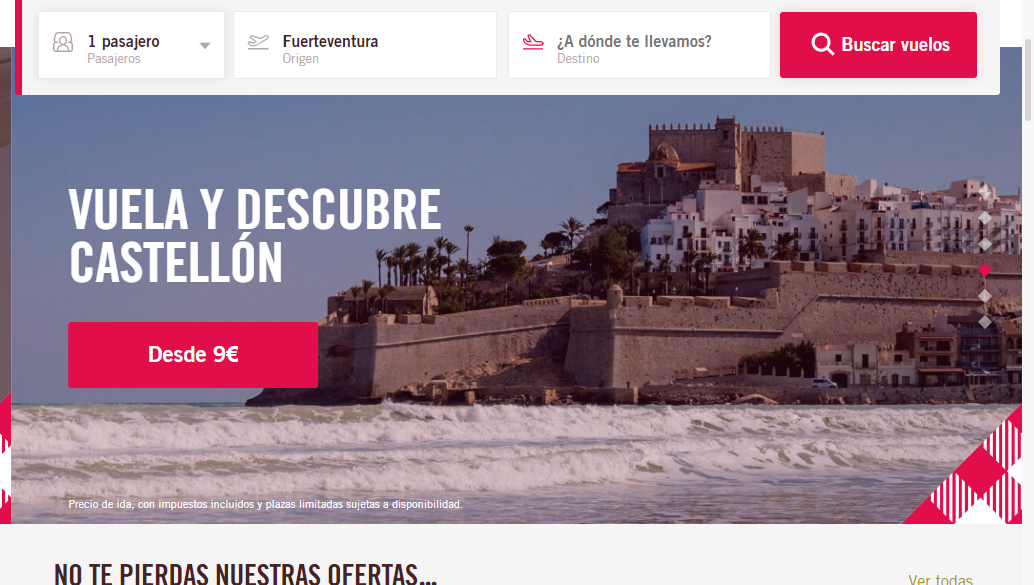 1 pasajero
Pasajeros
Fuerteventura
Origen
¿A dónde te llevamos?
Destino
Buscar vuelos
VUELA Y DESCUBRE
CASTELLÓN
Desde 9€
Precio de ida, con impuestos incluidos y plazas limitadas sujetas a disponibilidad.
NO TE PIERDAS NUESTRAS OFERTAS...
Ver todas